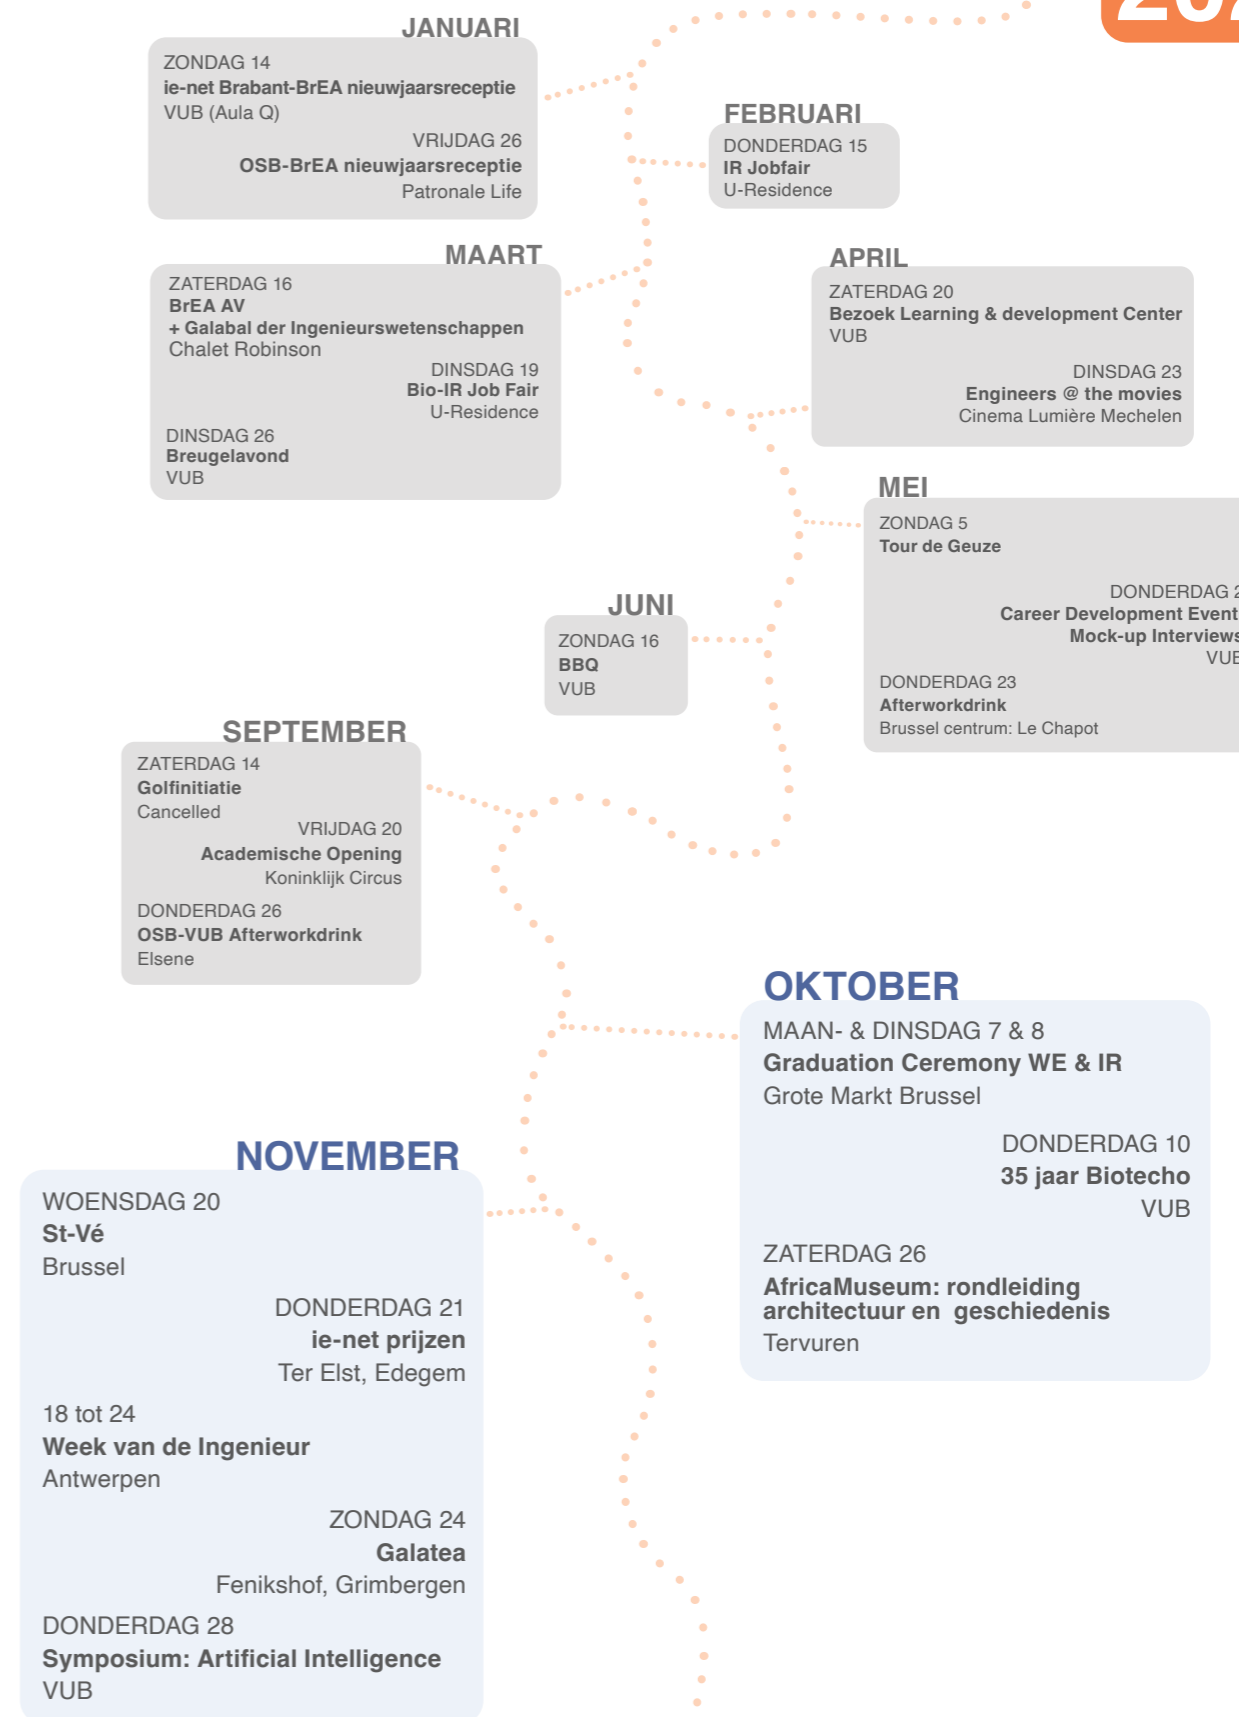 202
JANUARI
ZONDAG 14
ie-net Brabant-BrEA nieuwjaarsreceptie
VUB (Aula Q)
VRIJDAG 26
OSB-BrEA nieuwjaarsreceptie
Patronale Life
FEBRUARI
DONDERDAG 15
IR Jobfair
U-Residence
MAART
ZATERDAG 16
BrEA AV
+ Galabal der Ingenieurswetenschappen
Chalet Robinson
DINSDAG 19
Bio-IR Job Fair
U-Residence
DINSDAG 26
Breugelavond
VUB
APRIL
ZATERDAG 20
Bezoek Learning & development Center
VUB
DINSDAG 23
Engineers @ the movies
Cinema Lumière Mechelen
MEI
ZONDAG 5
Tour de Geuze
DONDERDAG
Career Development Event
Mock-up Interviews
VUB
DONDERDAG 23
Afterworkdrink
Brussel centrum: Le Chapot
JUNI
ZONDAG 16
BBQ
VUB
SEPTEMBER
ZATERDAG 14
Golfinitiatie
Cancelled
VRIJDAG 20
Academische Opening
Koninklijk Circus
DONDERDAG 26
OSB-VUB Afterworkdrink
Elsene
OKTOBER
MAAN- & DINSDAG 7 & 8
Graduation Ceremony WE & IR
Grote Markt Brussel
DONDERDAG 10
35 jaar Biotecho
VUB
ZATERDAG 26
AfricaMuseum: rondleiding
architectuur en geschiedenis
Tervuren
NOVEMBER
WOENSDAG 20
St-Vé
Brussel
DONDERDAG 21
ie-net prijzen
Ter Elst, Edegem
18 tot 24
Week van de Ingenieur
Antwerpen
ZONDAG 24
Galatea
Fenikshof, Grimbergen
DONDERDAG 28
Symposium: Artificial Intelligence
VUB